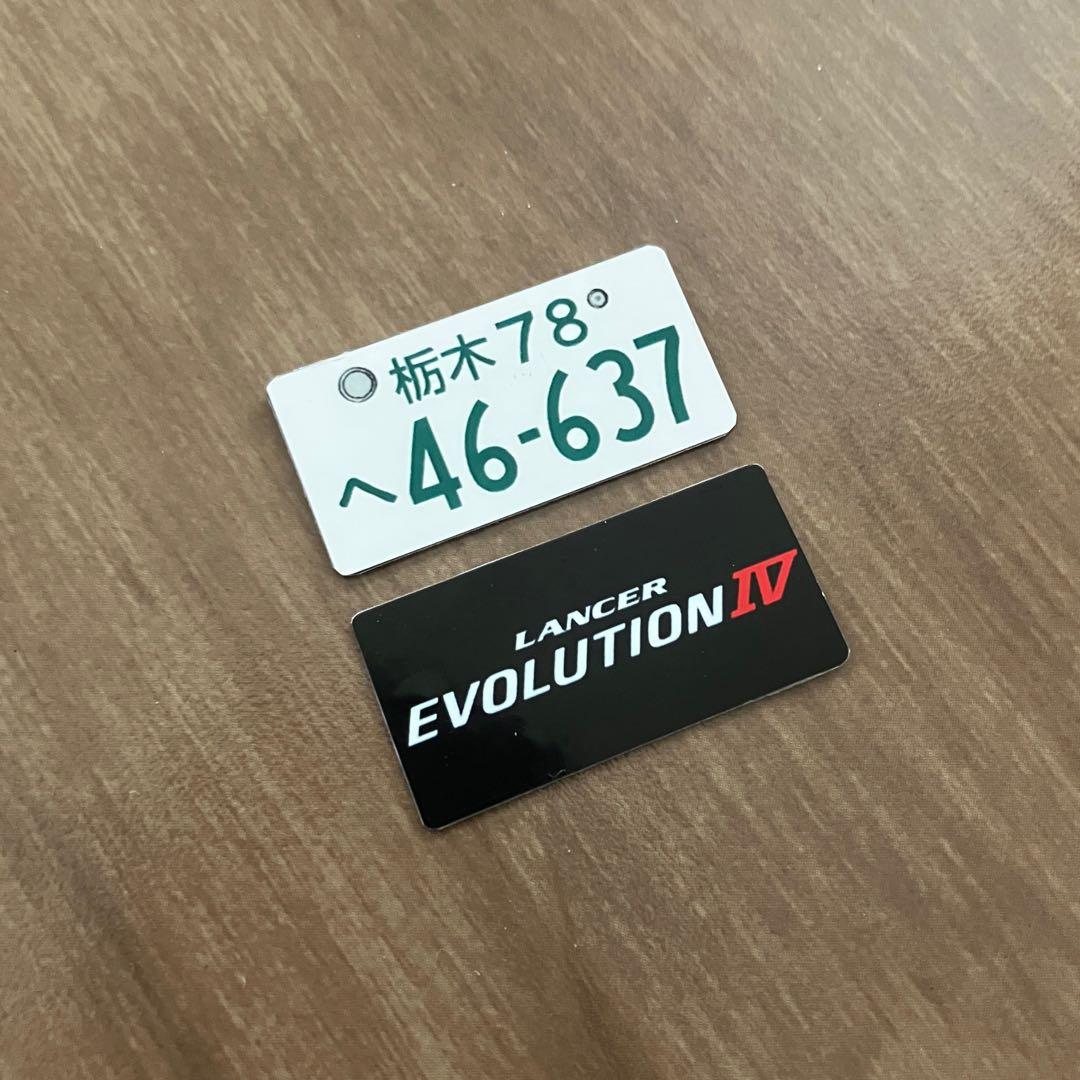 栃木78
へ46-637
LANCER
EVOLUTION IV